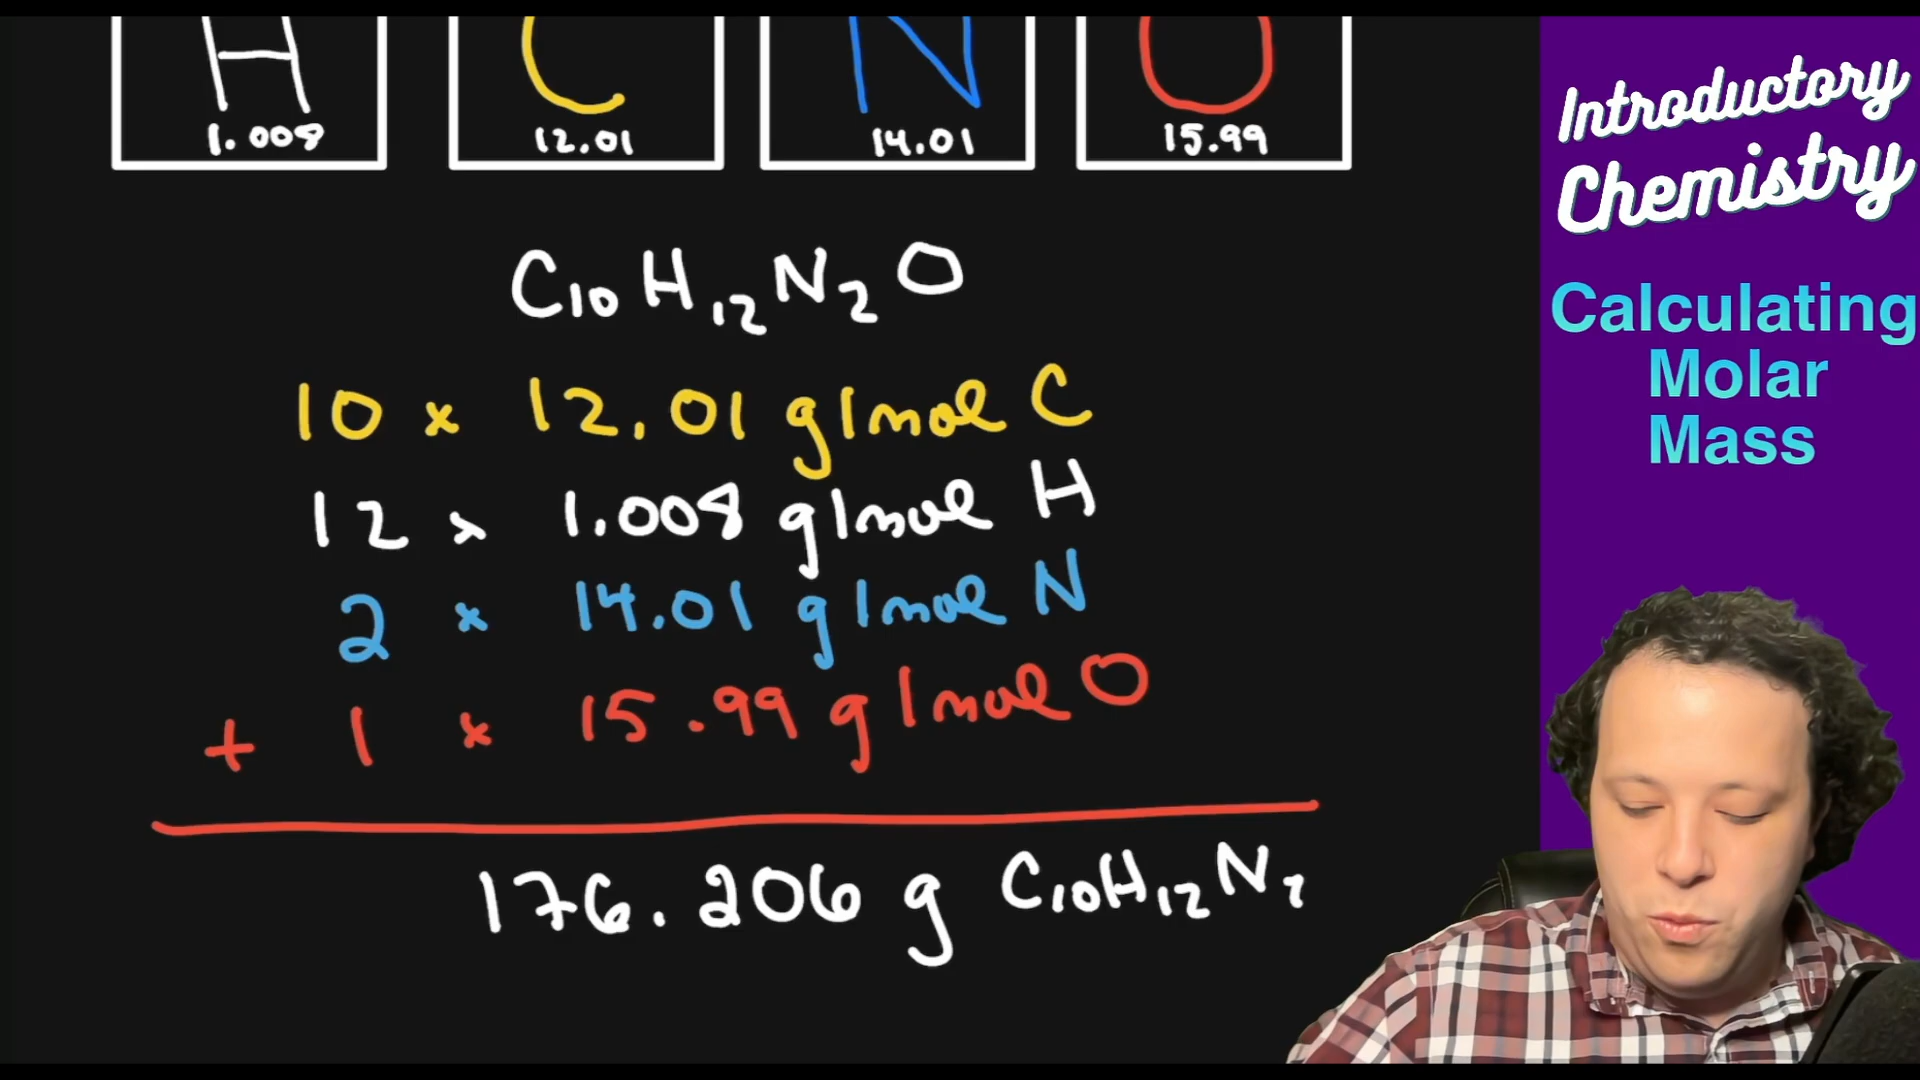 H C N O
1.008 12.01 14.01 15.99
C₁₀H₁₂N₂O
10 × 12.01 g/mol C
12 × 1.008 g/mol H
2 × 14.01 g/mol N
+ 1 × 15.99 g/mol O
176.206 g C₁₀H₁₂N₂
Introductory
Chemistry
Calculating
Molar
Mass